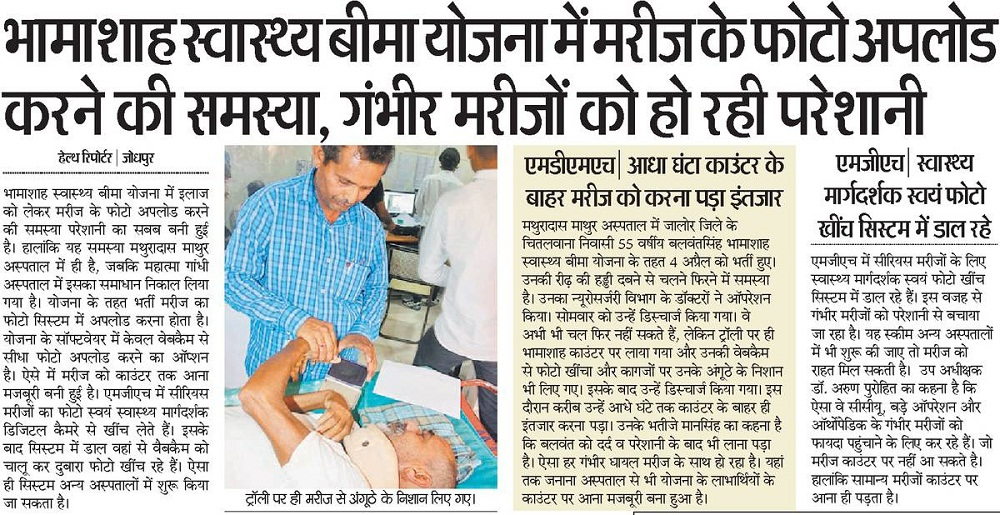 भामाशाह स्वास्थ्य बीमा योजना में मरीज के फोटो अपलोड
करने की समस्या, गंभीर मरीजों को हो रही परेशानी
हेल्थ रिपोर्टर | जोधपुर
भामाशाह स्वास्थ्य बीमा योजना में इलाज
को लेकर मरीज के फोटो अपलोड करने
की समस्या परेशानी का सबब बनी हुई
है। हालांकि यह समस्या मथुरादास माथुर
अस्पताल में ही है, जबकि महात्मा गांधी
अस्पताल में इसका समाधान निकाल लिया
गया है। योजना के तहत भर्ती मरीज का
फोटो सिस्टम में अपलोड करना होता है।
योजना के सॉफ्टवेयर में केवल वेबकैम से
सीधा फोटो अपलोड करने का ऑप्शन
है। ऐसे में मरीज को काउंटर तक आना
मजबूरी बनी हुई है। एमजीएच में सीरियस
मरीजों का फोटो स्वयं स्वास्थ्य मार्गदर्शक
डिजिटल कैमरे से खींच लेते हैं। इसके
बाद सिस्टम में डाल वहां से वैबकैम को
चालू कर दुबारा फोटो खींच रहे हैं। ऐसा
ही सिस्टम अन्य अस्पतालों में शुरू किया
जा सकता है।
ट्रॉली पर ही मरीज से अंगूठे के निशान लिए गए।
एमडीएमएच | आधा घंटा काउंटर के
बाहर मरीज को करना पड़ा इंतजार
मथुरादास माथुर अस्पताल में जालोर जिले के
चितलवाना निवासी 55 वर्षीय बलवंतसिंह भामाशाह
स्वास्थ्य बीमा योजना के तहत 4 अप्रैल को भर्ती हुए।
उनकी रीढ़ की हड्डी दबने से चलने फिरने में समस्या
है। उनका न्यूरोसर्जरी विभाग के डॉक्टरों ने ऑपरेशन
किया। सोमवार को उन्हें डिस्चार्ज किया गया। वे
अभी भी चल फिर नहीं सकते हैं, लेकिन ट्रॉली पर ही
भामाशाह काउंटर पर लाया गया और उनकी वेबकैम
से फोटो खींचा और कागजों पर उनके अंगूठे के निशान
भी लिए गए। इसके बाद उन्हें डिस्चार्ज किया गया। इस
दौरान करीब उन्हें आधे घंटे तक काउंटर के बाहर ही
इंतजार करना पड़ा। उनके भतीजे मानसिंह का कहना है
कि बलवंत को दर्द व परेशानी के बाद भी लाना पड़ा
है। ऐसा हर गंभीर घायल मरीज के साथ हो रहा है। यहां
तक जनाना अस्पताल से भी योजना के लाभार्थियों के
काउंटर पर आना मजबूरी बना हुआ है।
एमजीएच | स्वास्थ्य
मार्गदर्शक स्वयं फोटो
खींच सिस्टम में डाल रहे
एमजीएच में सीरियस मरीजों के लिए
स्वास्थ्य मार्गदर्शक स्वयं फोटो खींच
सिस्टम में डाल रहे हैं। इस वजह से
गंभीर मरीजों को परेशानी से बचाया
जा रहा है। यह स्कीम अन्य अस्पतालों
में भी शुरू की जाए तो मरीज को
राहत मिल सकती है। उप अधीक्षक
डॉ. अरुण पुरोहित का कहना है कि
ऐसा वे सीसीयू, बड़े ऑपरेशन और
ऑर्थोपेडिक के गंभीर मरीजों को
फायदा पहुंचाने के लिए कर रहे हैं। जो
मरीज काउंटर पर नहीं आ सकते है।
हालांकि सामान्य मरीजों काउंटर पर
आना ही पड़ता है।